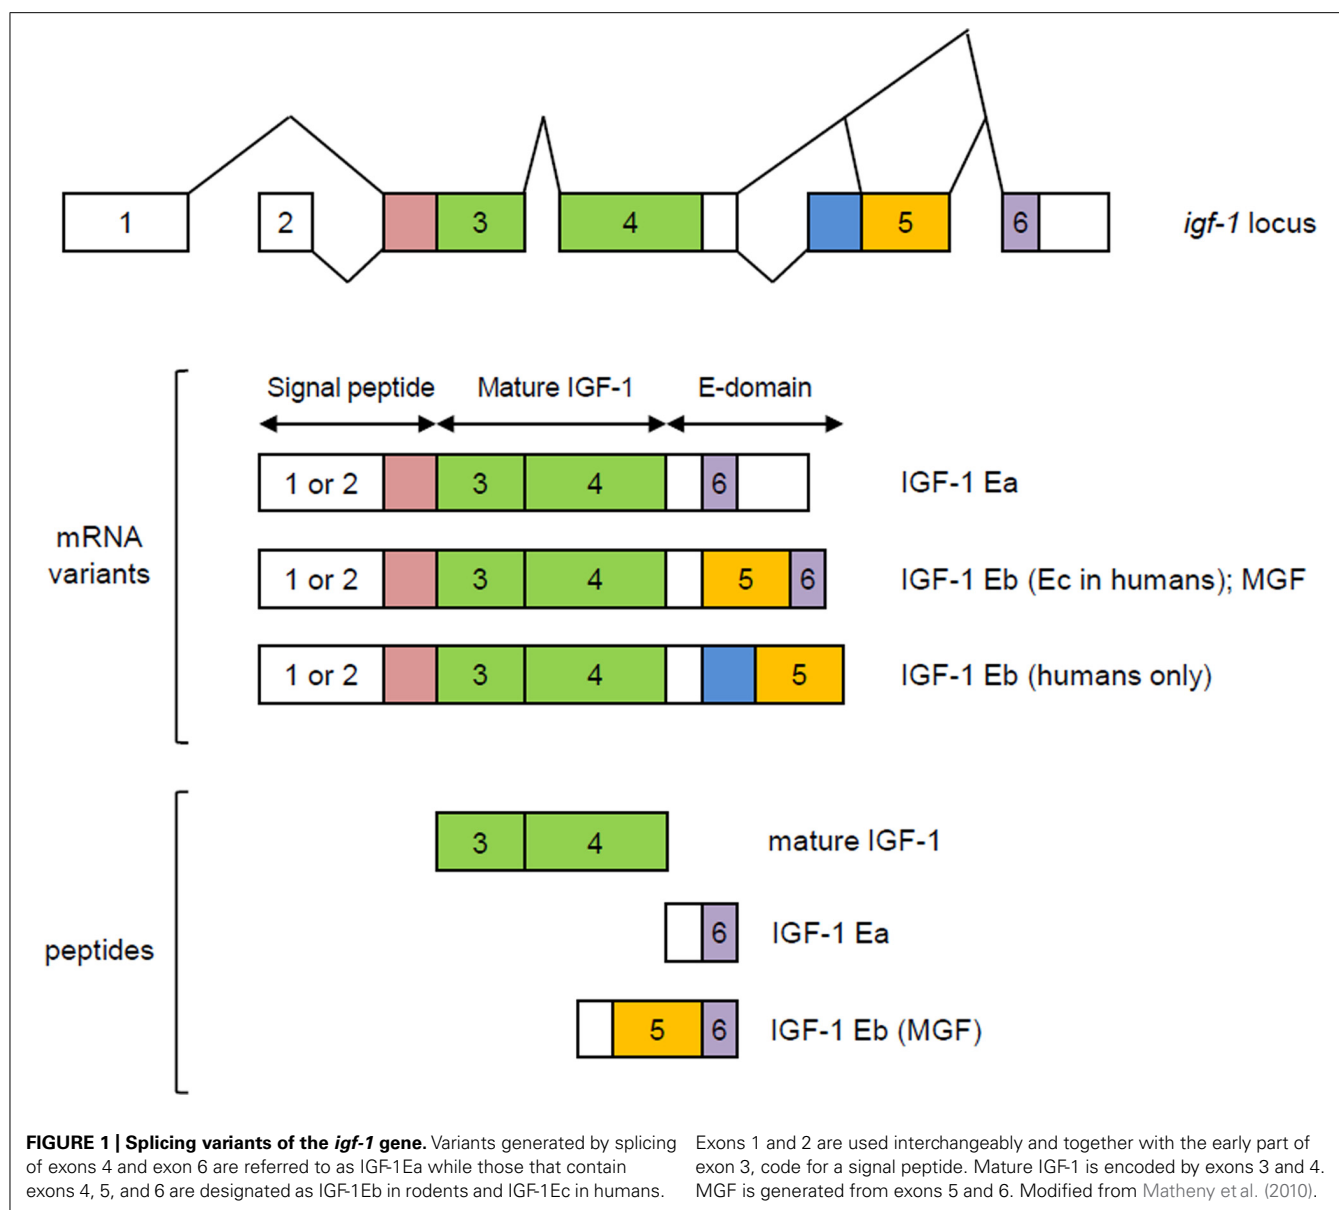 1
2
3
4
5
6
igf-1 locus
Signal peptide
Mature IGF-1
E-domain
mRNA
variants
1 or 2
3
4
6
IGF-1 Ea
1 or 2
3
4
5
6
IGF-1 Eb (Ec in humans); MGF
1 or 2
3
4
5
IGF-1 Eb (humans only)
peptides
3
4
mature IGF-1
6
IGF-1 Ea
5
6
IGF-1 Eb (MGF)
FIGURE 1 | Splicing variants of the igf-1 gene. Variants generated by splicing
of exons 4 and exon 6 are referred to as IGF-1Ea while those that contain
exons 4, 5, and 6 are designated as IGF-1Eb in rodents and IGF-1Ec in humans.
Exons 1 and 2 are used interchangeably and together with the early part of
exon 3, code for a signal peptide. Mature IGF-1 is encoded by exons 3 and 4.
MGF is generated from exons 5 and 6. Modified from Matheny et al. (2010).